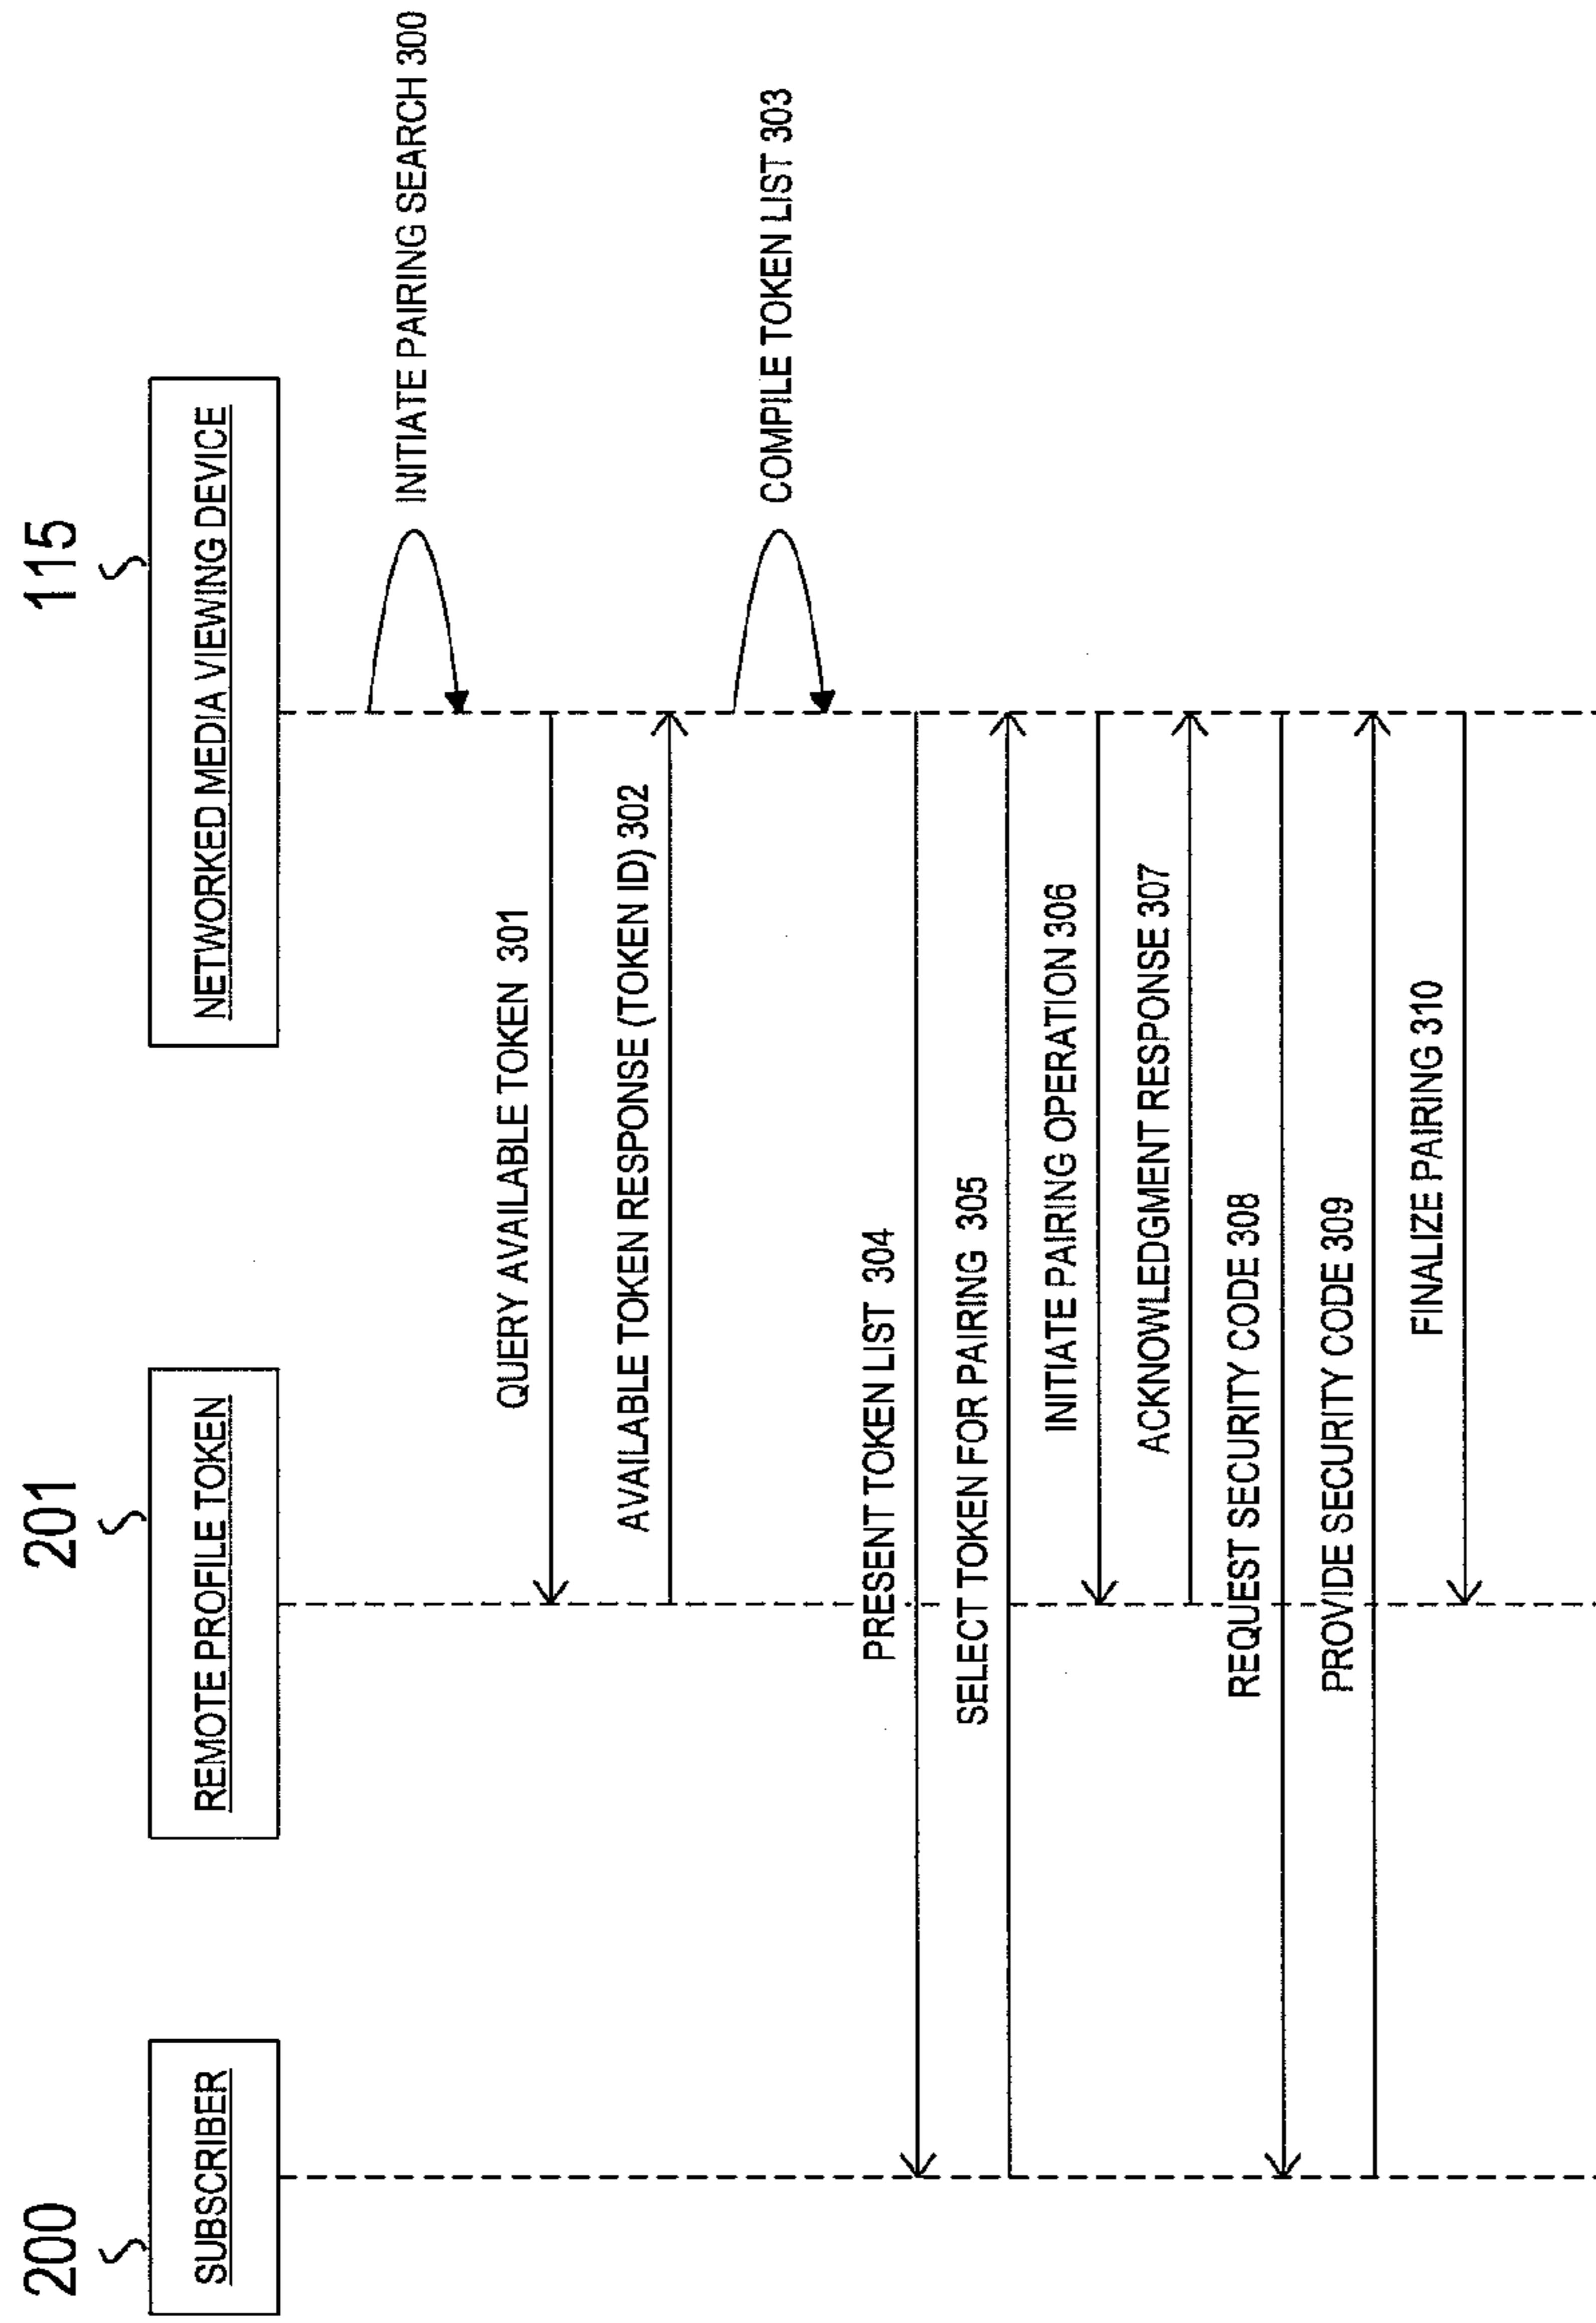 200
201
115
SUBSCRIBER
REMOTE PROFILE TOKEN
NETWORKED MEDIA VIEWING DEVICE
INITIATE PAIRING SEARCH 300
QUERY AVAILABLE TOKEN 301
AVAILABLE TOKEN RESPONSE (TOKEN ID) 302
COMPILE TOKEN LIST 303
PRESENT TOKEN LIST 304
SELECT TOKEN FOR PAIRING 305
INITIATE PAIRING OPERATION 306
ACKNOWLEDGMENT RESPONSE 307
REQUEST SECURITY CODE 308
PROVIDE SECURITY CODE 309
FINALIZE PAIRING 310